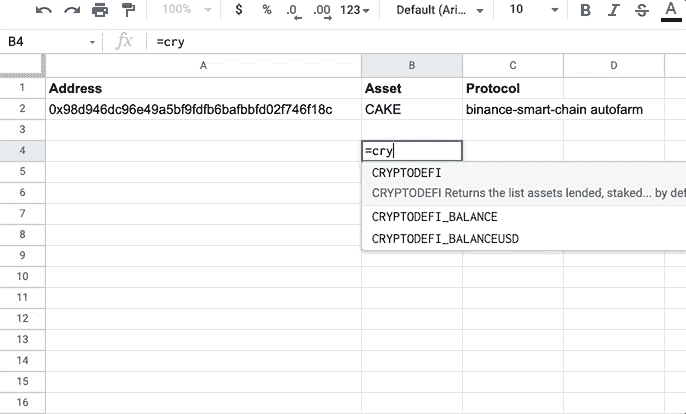 100% $ % .0 .00 123 Default (Ari... 10 B I S A
B4 fx =cry
A B C D
1 Address Asset Protocol
2 0x98d946dc96e49a5bf9fdfb6bafbbfd02f746f18c CAKE binance-smart-chain autofarm
3
4 =cry
5 CRYPTODEFI
6 CRYPTODEFI Returns the list assets lended, staked... by def
7 CRYPTODEFI_BALANCE
8 CRYPTODEFI_BALANCEUSD
9
10
11
12
13
14
15
16